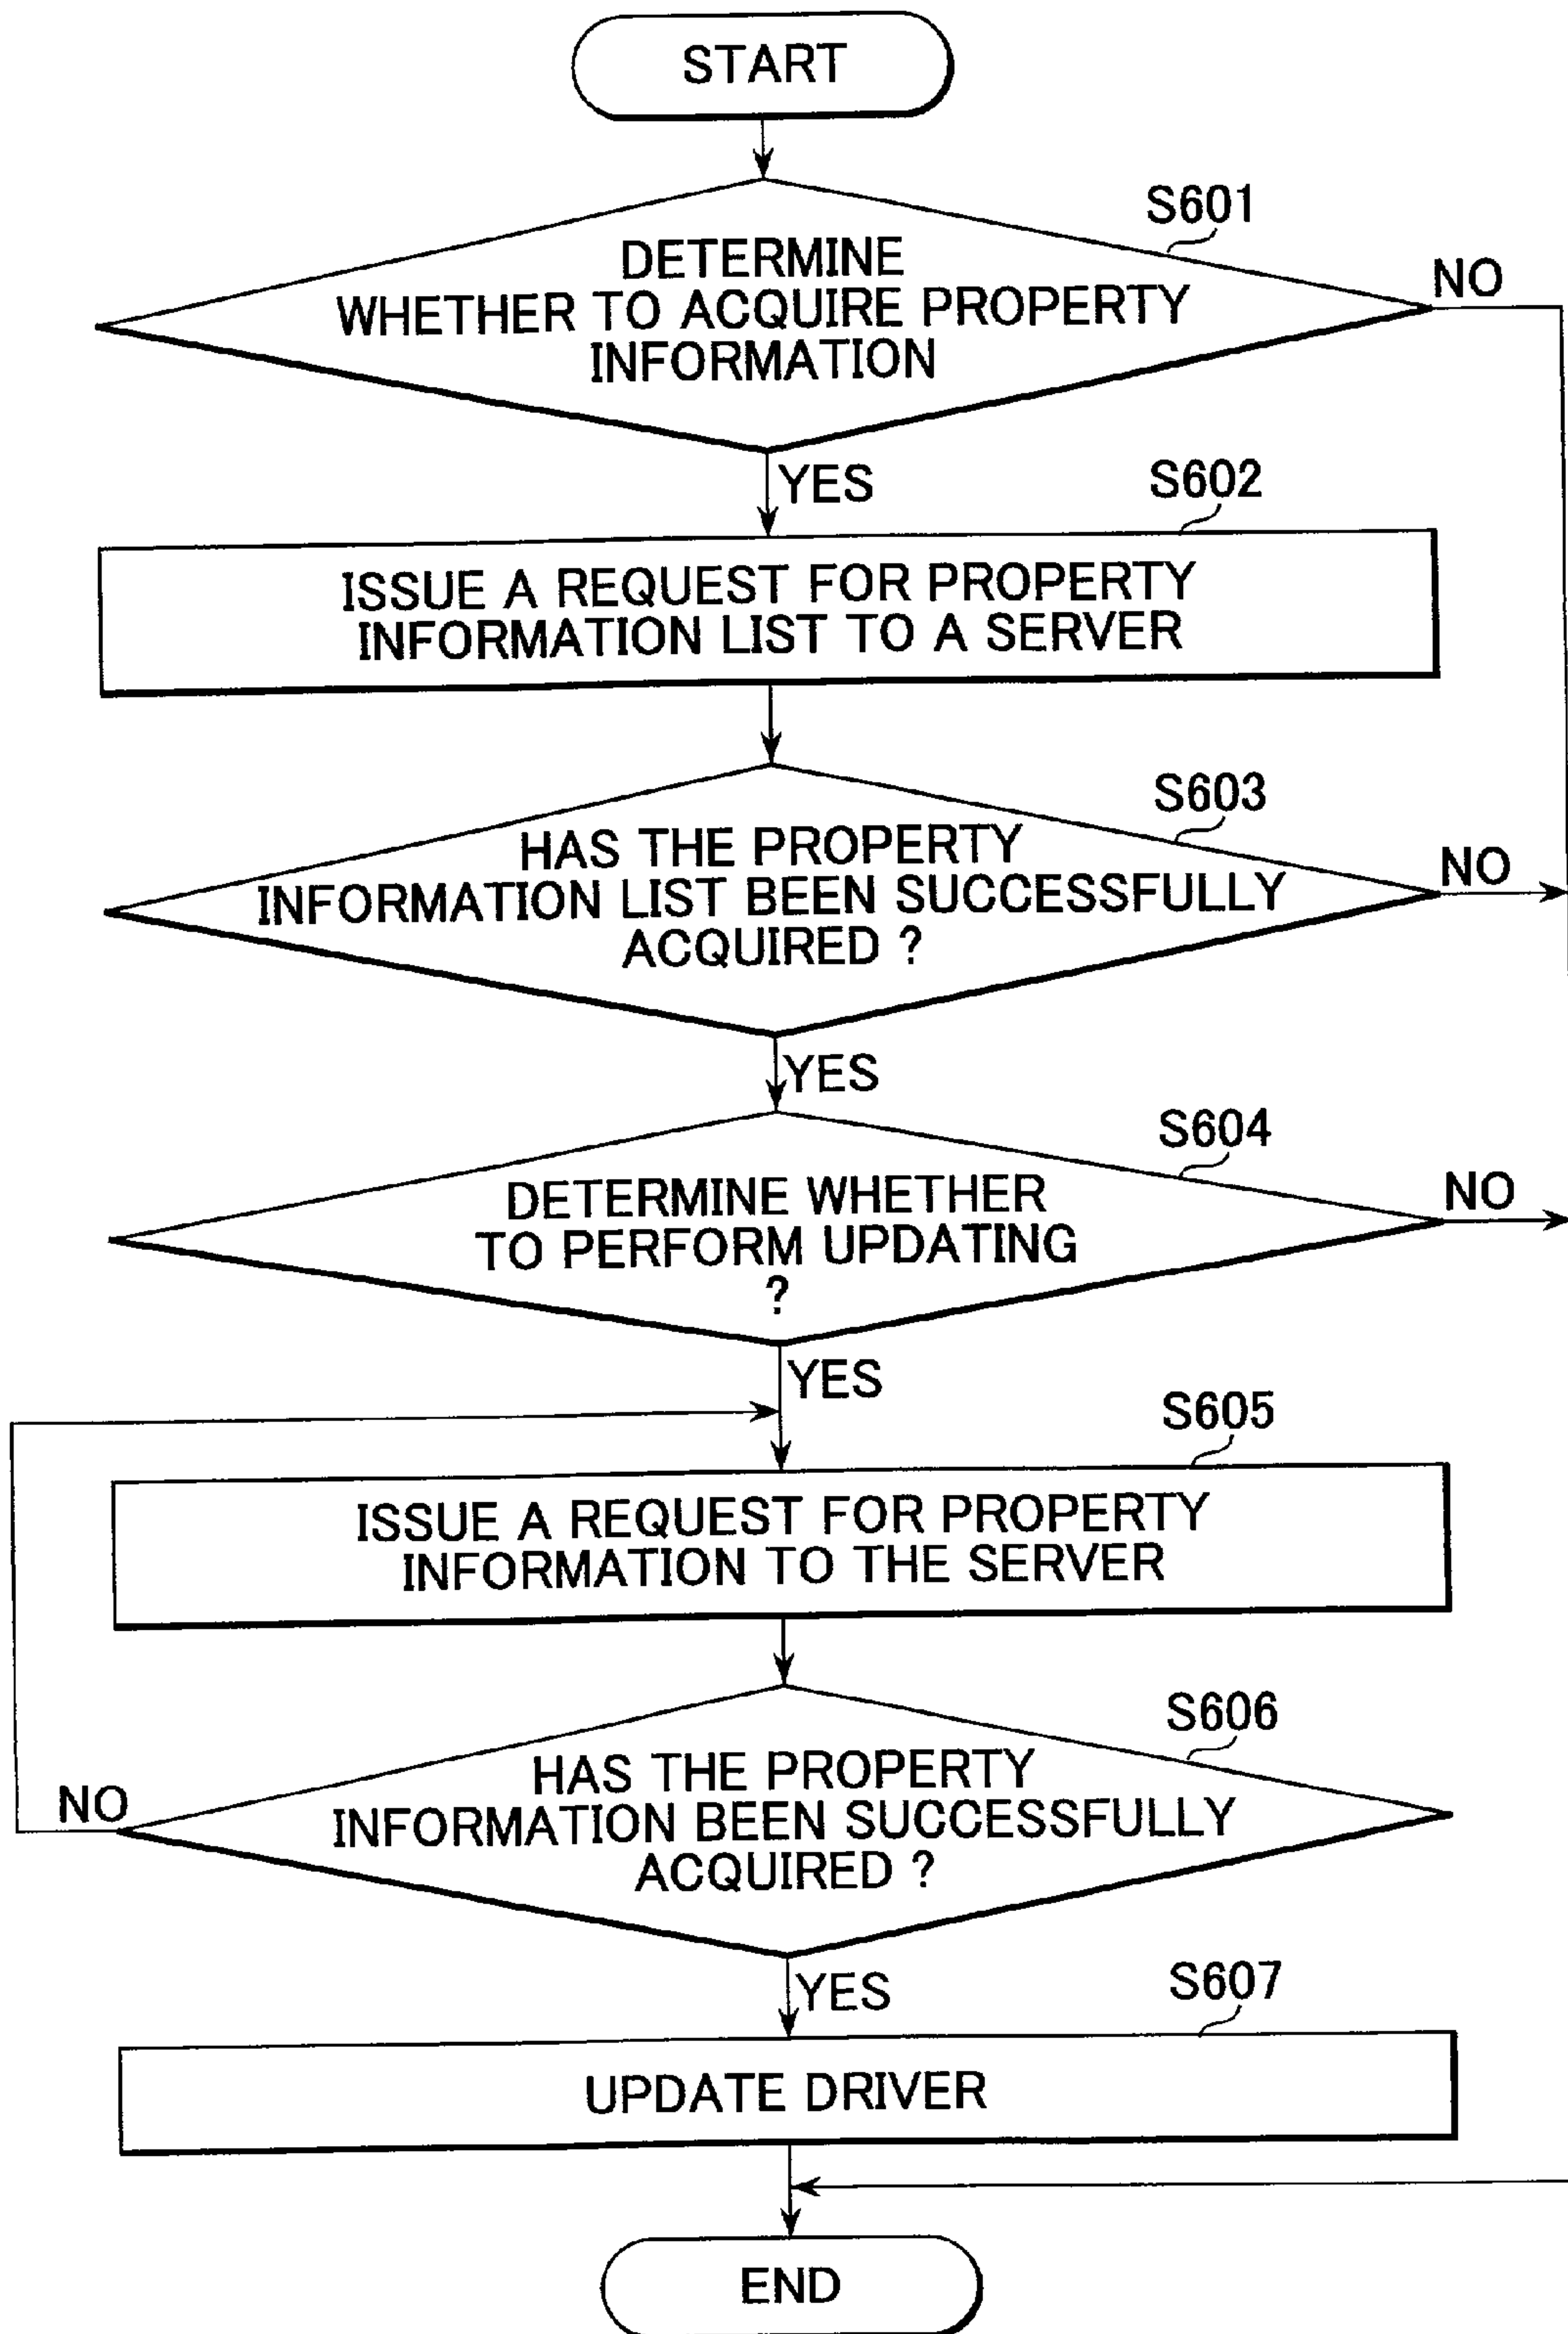 START
S601
DETERMINE
WHETHER TO ACQUIRE PROPERTY
INFORMATION
NO
YES
S602
ISSUE A REQUEST FOR PROPERTY
INFORMATION LIST TO A SERVER
S603
HAS THE PROPERTY
INFORMATION LIST BEEN SUCCESSFULLY
ACQUIRED ?
NO
YES
S604
DETERMINE WHETHER
TO PERFORM UPDATING
?
NO
YES
S605
ISSUE A REQUEST FOR PROPERTY
INFORMATION TO THE SERVER
S606
HAS THE PROPERTY
INFORMATION BEEN SUCCESSFULLY
ACQUIRED ?
NO
YES
S607
UPDATE DRIVER
END